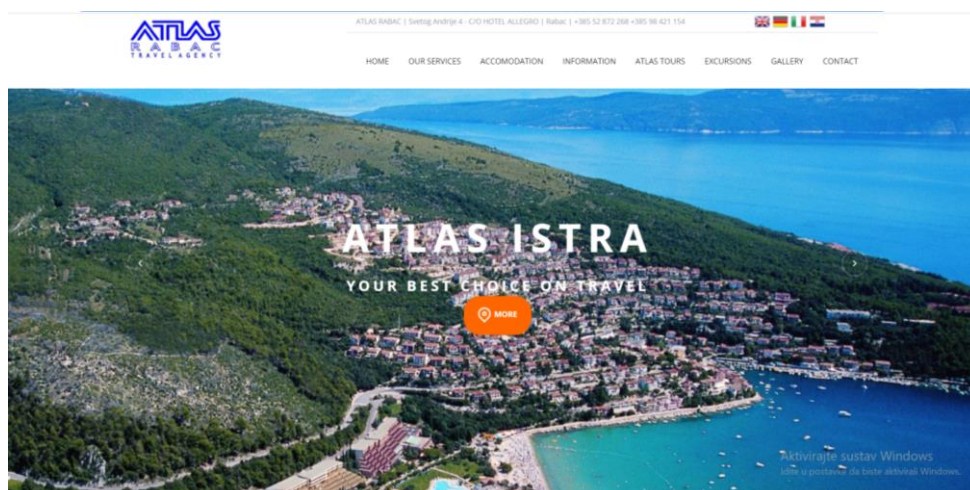 ATLAS
RABAC
TRAVEL AGENCY
ATLAS RABAC | Svetog Andrije 4 - C/O HOTEL ALLEGRO | Rabac | +385 52 872 268 +385 98 421 154
HOME OUR SERVICES ACCOMODATION INFORMATION ATLAS TOURS EXCURSIONS GALLERY CONTACT
ATLAS ISTRA
YOUR BEST CHOICE ON TRAVEL
MORE
Aktivirajte sustav Windows
Idite u postavke da biste aktivirali Windows.